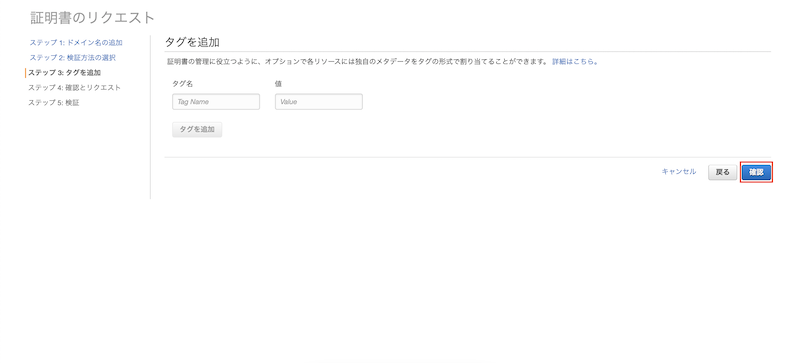 証明書のリクエスト
ステップ 1: ドメイン名の追加
ステップ 2: 検証方法の選択
ステップ 3: タグを追加
ステップ 4: 確認とリクエスト
ステップ 5: 検証
タグを追加
証明書の管理に役立つように、オプションで各リソースには独自のメタデータをタグの形式で割り当てることができます。 詳細はこちら。
タグ名 値
Tag Name Value
タグを追加
キャンセル 戻る 確認